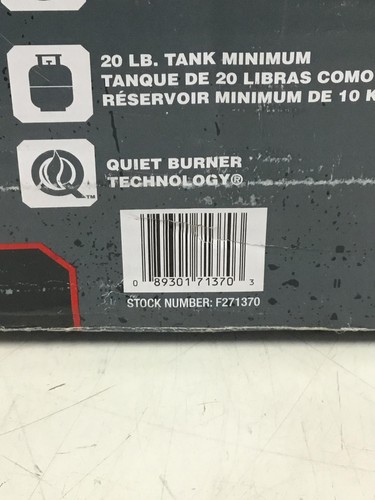 20 LB. TANK MINIMUM
TANQUE DE 20 LIBRAS COMO
RÉSERVOIR MINIMUM DE 10 K
QUIET BURNER
TECHNOLOGY®
Q
TM
0 89301 71370 3
STOCK NUMBER: F271370